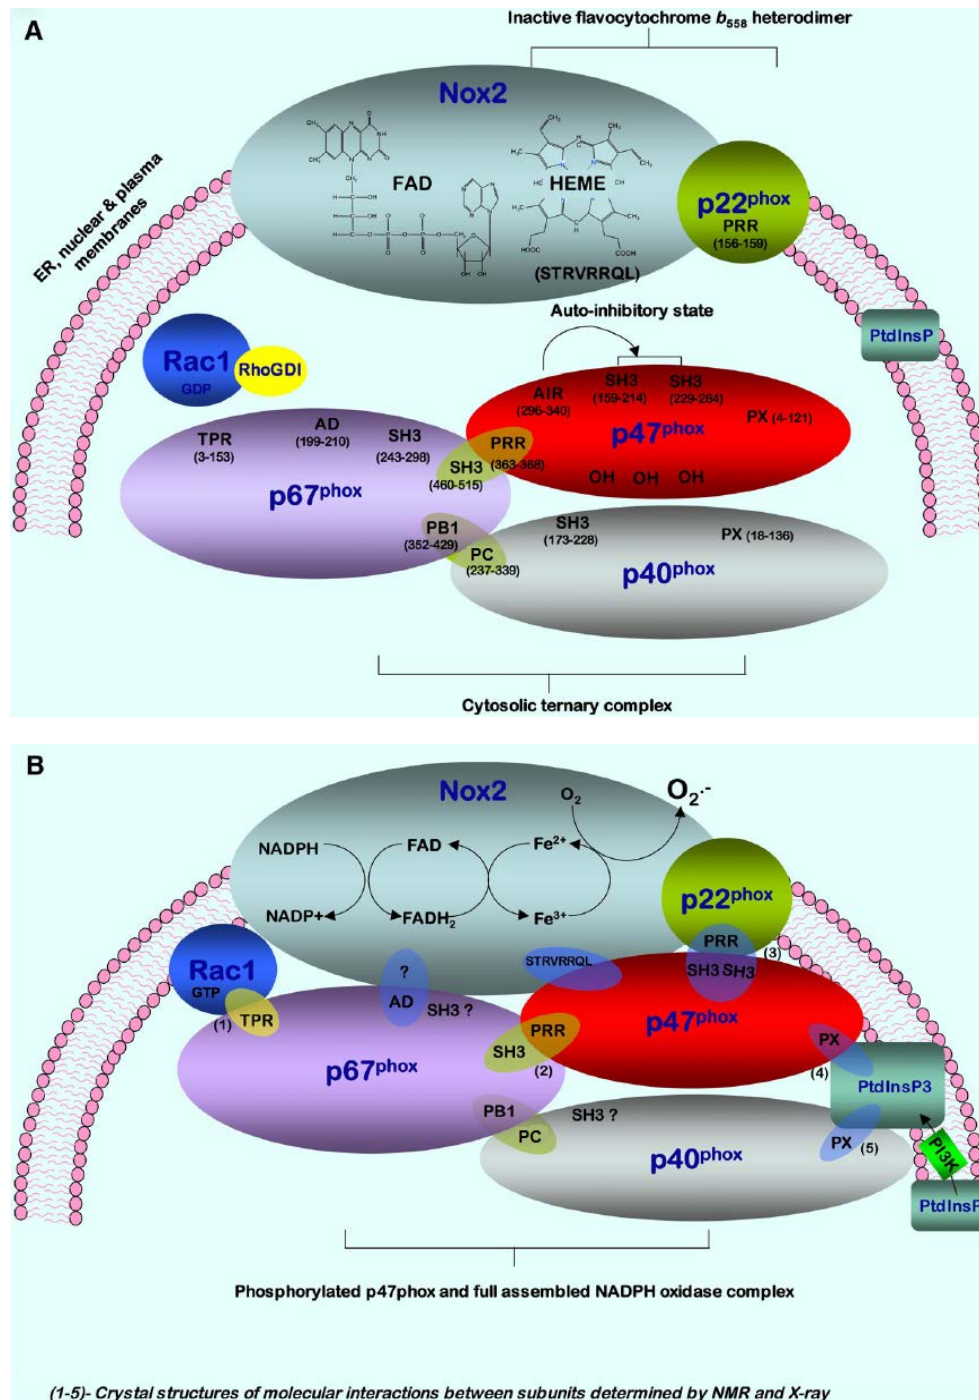 A
Inactive flavocytochrome b558 heterodimer
Nox2
FAD
HEME
(STRVRRQL)
p22phox
PRR
(156-159)
ER, nuclear & plasma
membranes
Auto-inhibitory state
PtdInsP
Rac1
GDP
RhoGDI
AIR
(296-340)
SH3
(159-214)
SH3
(229-284)
PX (4-121)
p47phox
OH OH OH
TPR
(3-153)
AD
(199-210)
SH3
(243-298)
PRR
(363-368)
SH3
(460-515)
p67phox
PB1
(352-429)
PC
(237-339)
SH3
(173-228)
PX (18-136)
p40phox
Cytosolic ternary complex
B
Nox2
O2
O2.-
NADPH
FAD
Fe2+
NADP+
FADH2
Fe3+
p22phox
PRR
(3)
SH3 SH3
STRVRRQL
Rac1
GTP
(1)
TPR
?
AD
SH3 ?
PRR
SH3
(2)
p47phox
PX
(4)
p67phox
PtdInsP3
PB1
PC
SH3 ?
PX
(5)
p40phox
PI3K
PtdInsP
Phosphorylated p47phox and full assembled NADPH oxidase complex
(1-5)- Crystal structures of molecular interactions between subunits determined by NMR and X-ray